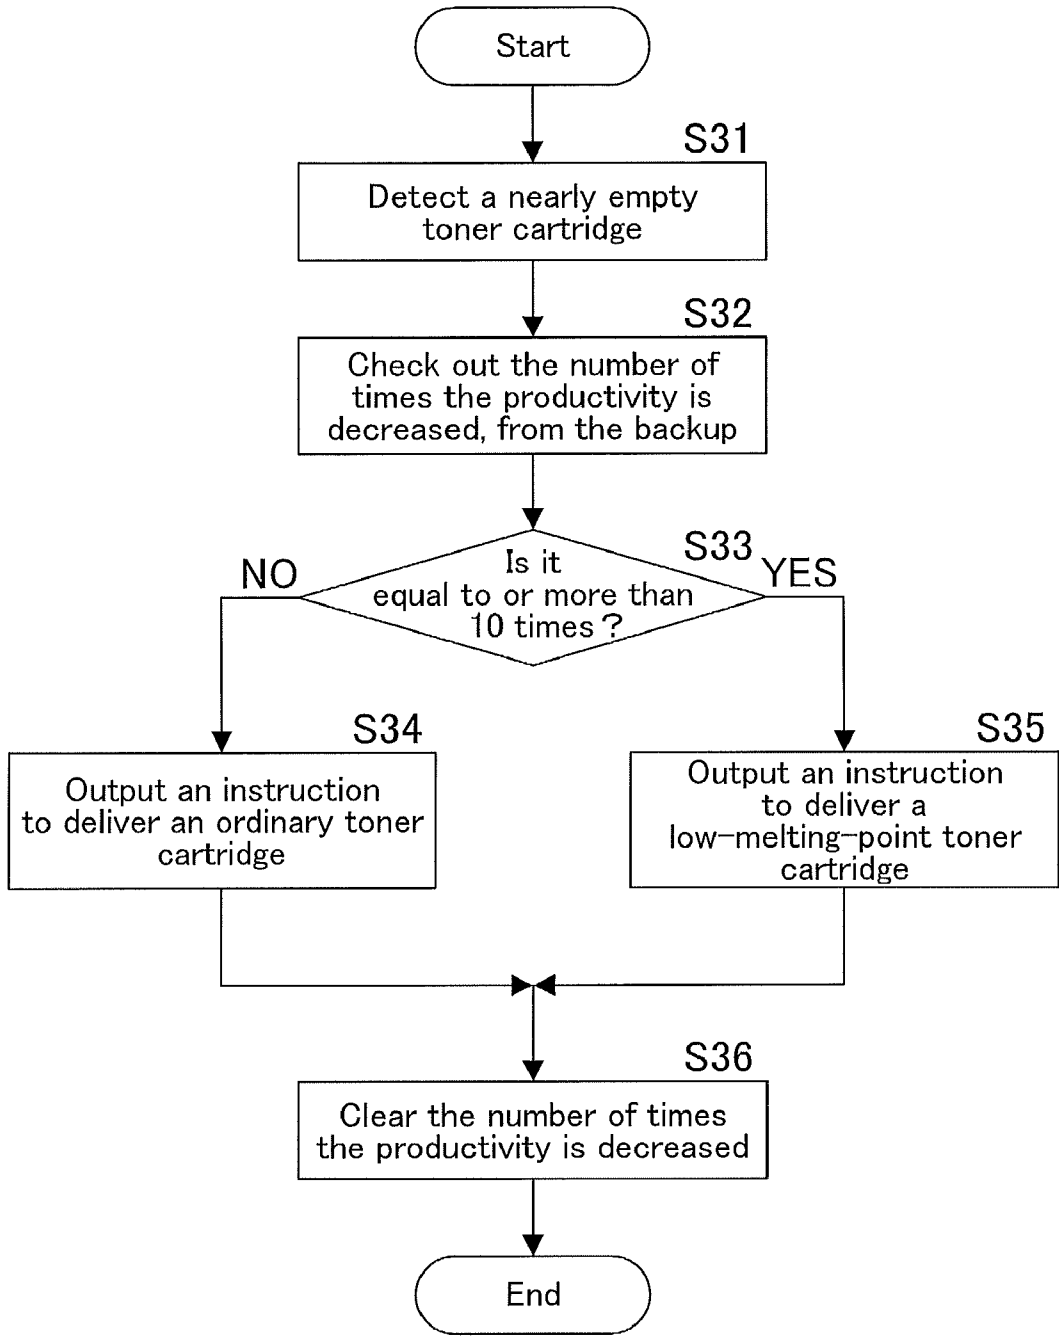 Start
S31
Detect a nearly empty
toner cartridge
S32
Check out the number of
times the productivity is
decreased, from the backup
S33
Is it
equal to or more than
10 times?
NO
YES
S34
Output an instruction
to deliver an ordinary toner
cartridge
S35
Output an instruction
to deliver a
low-melting-point toner
cartridge
S36
Clear the number of times
the productivity is decreased
End